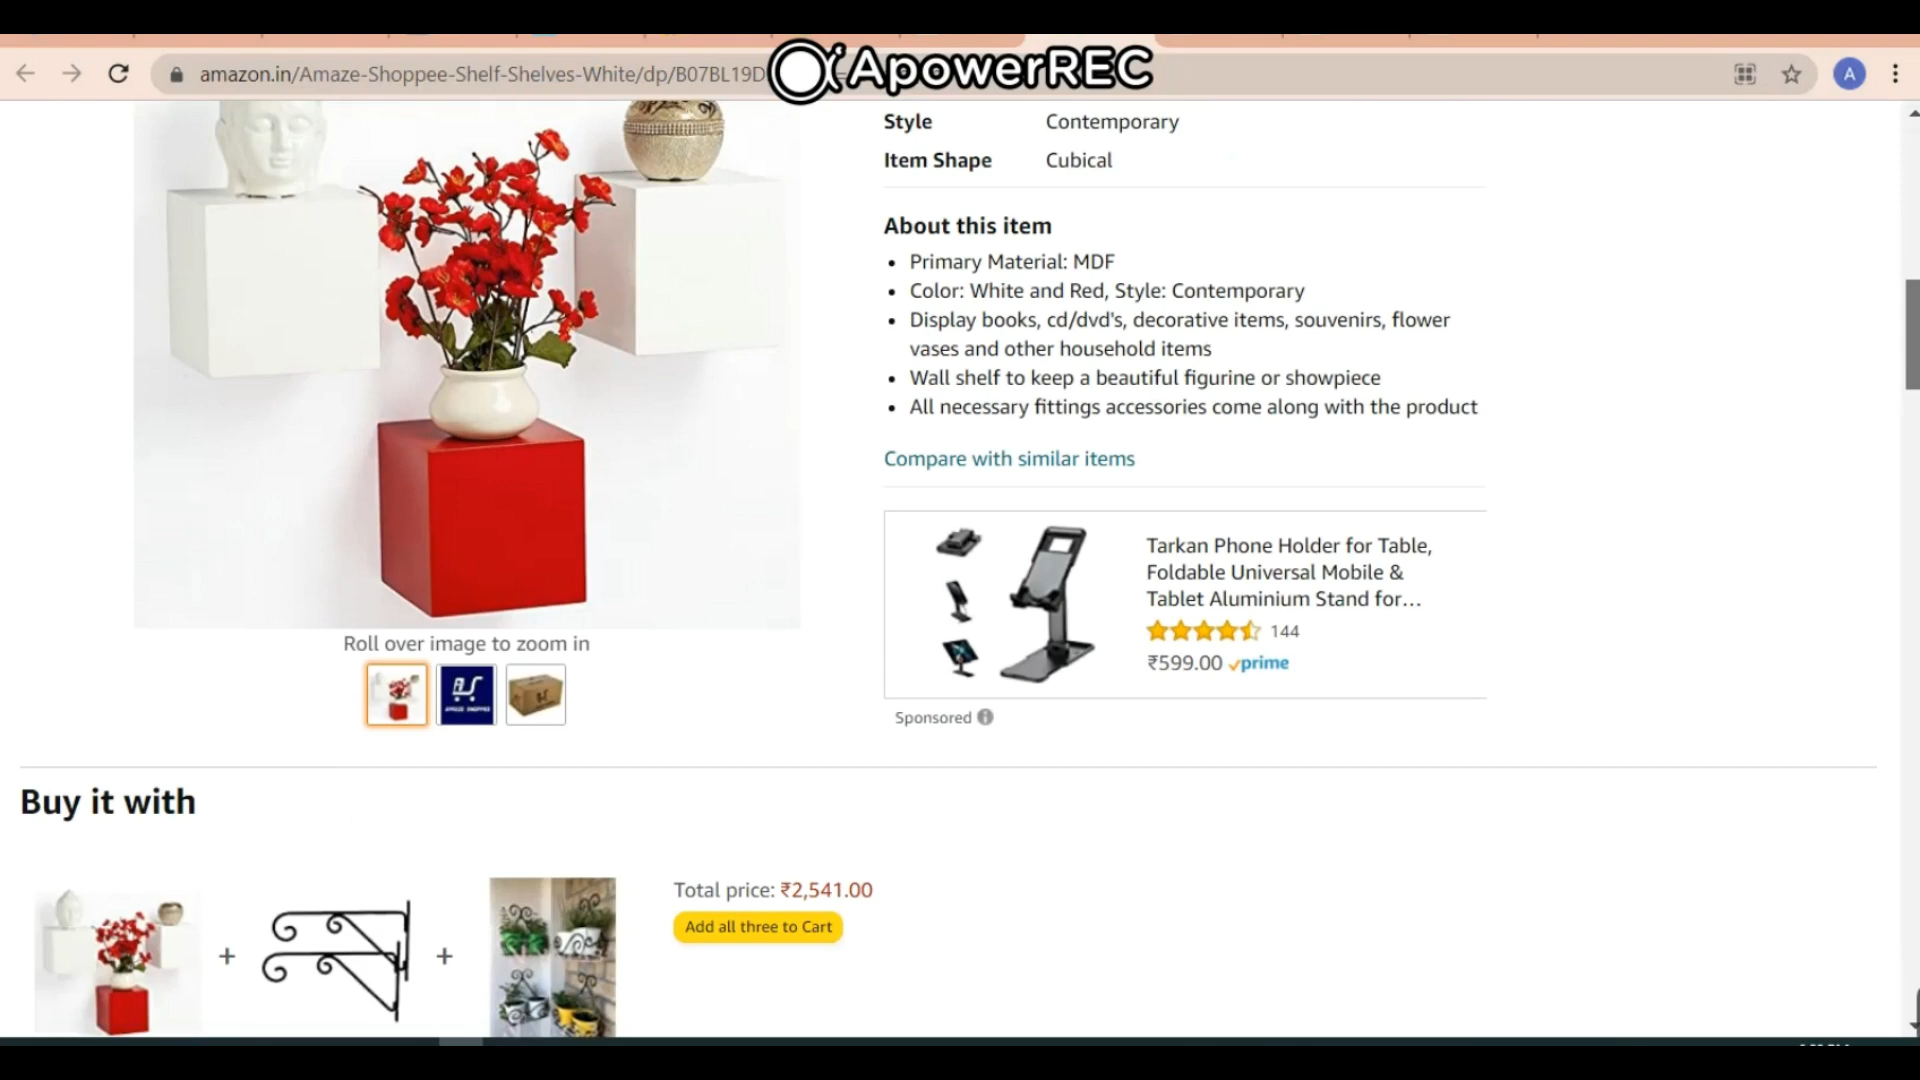 amazon.in/Amaze-Shoppee-Shelf-Shelves-White/dp/B07BL19D
ApowerREC
A
Style Contemporary
Item Shape Cubical
About this item
• Primary Material: MDF
• Color: White and Red, Style: Contemporary
• Display books, cd/dvd's, decorative items, souvenirs, flower
vases and other household items
• Wall shelf to keep a beautiful figurine or showpiece
• All necessary fittings accessories come along with the product
Compare with similar items
Tarkan Phone Holder for Table,
Foldable Universal Mobile &
Tablet Aluminium Stand for...
144
₹599.00 prime
Sponsored
Roll over image to zoom in
AMAZE SHOPPEE
Buy it with
+ +
Total price: ₹2,541.00
Add all three to Cart